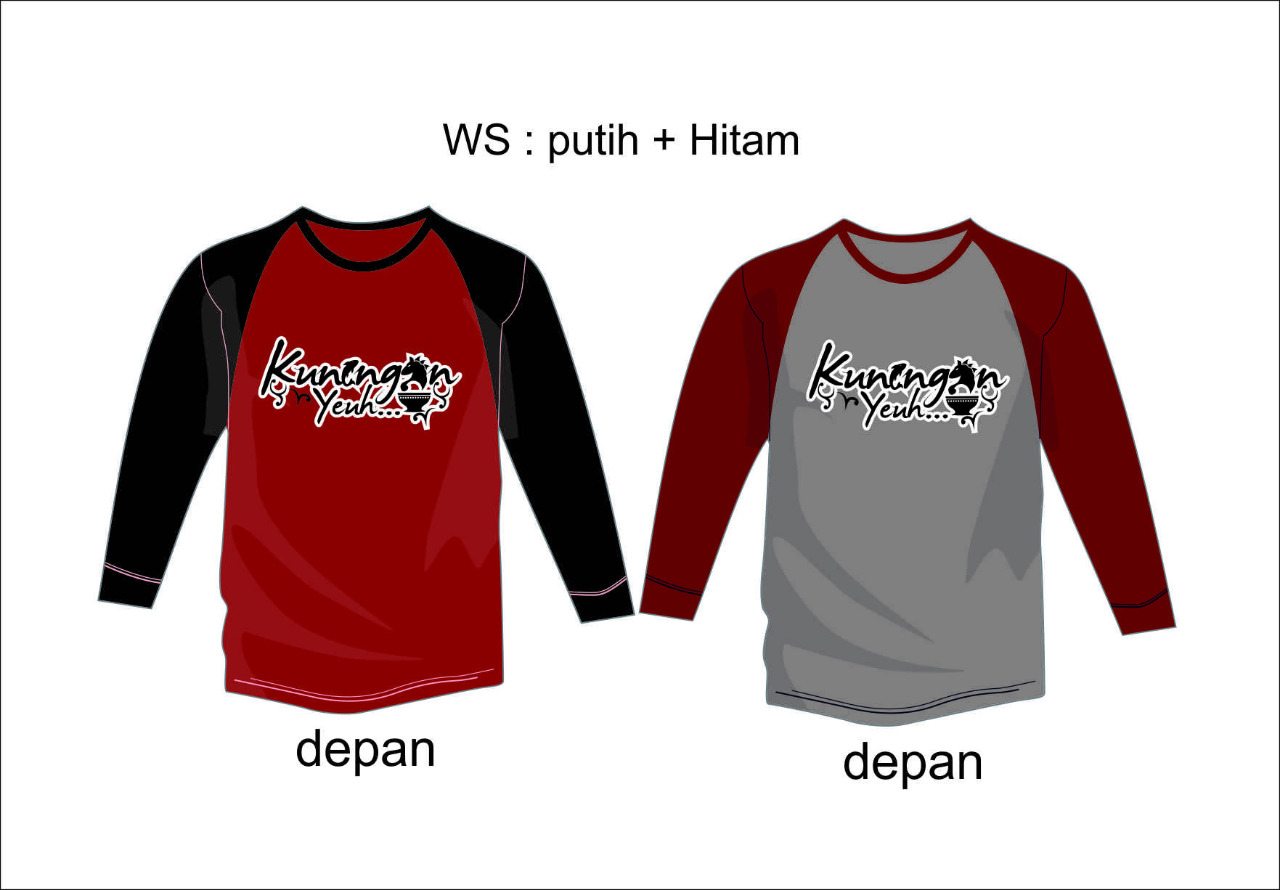 WS : putih + Hitam
Kuningan
Yeuh...
Kuningan
Yeuh...
depan
depan